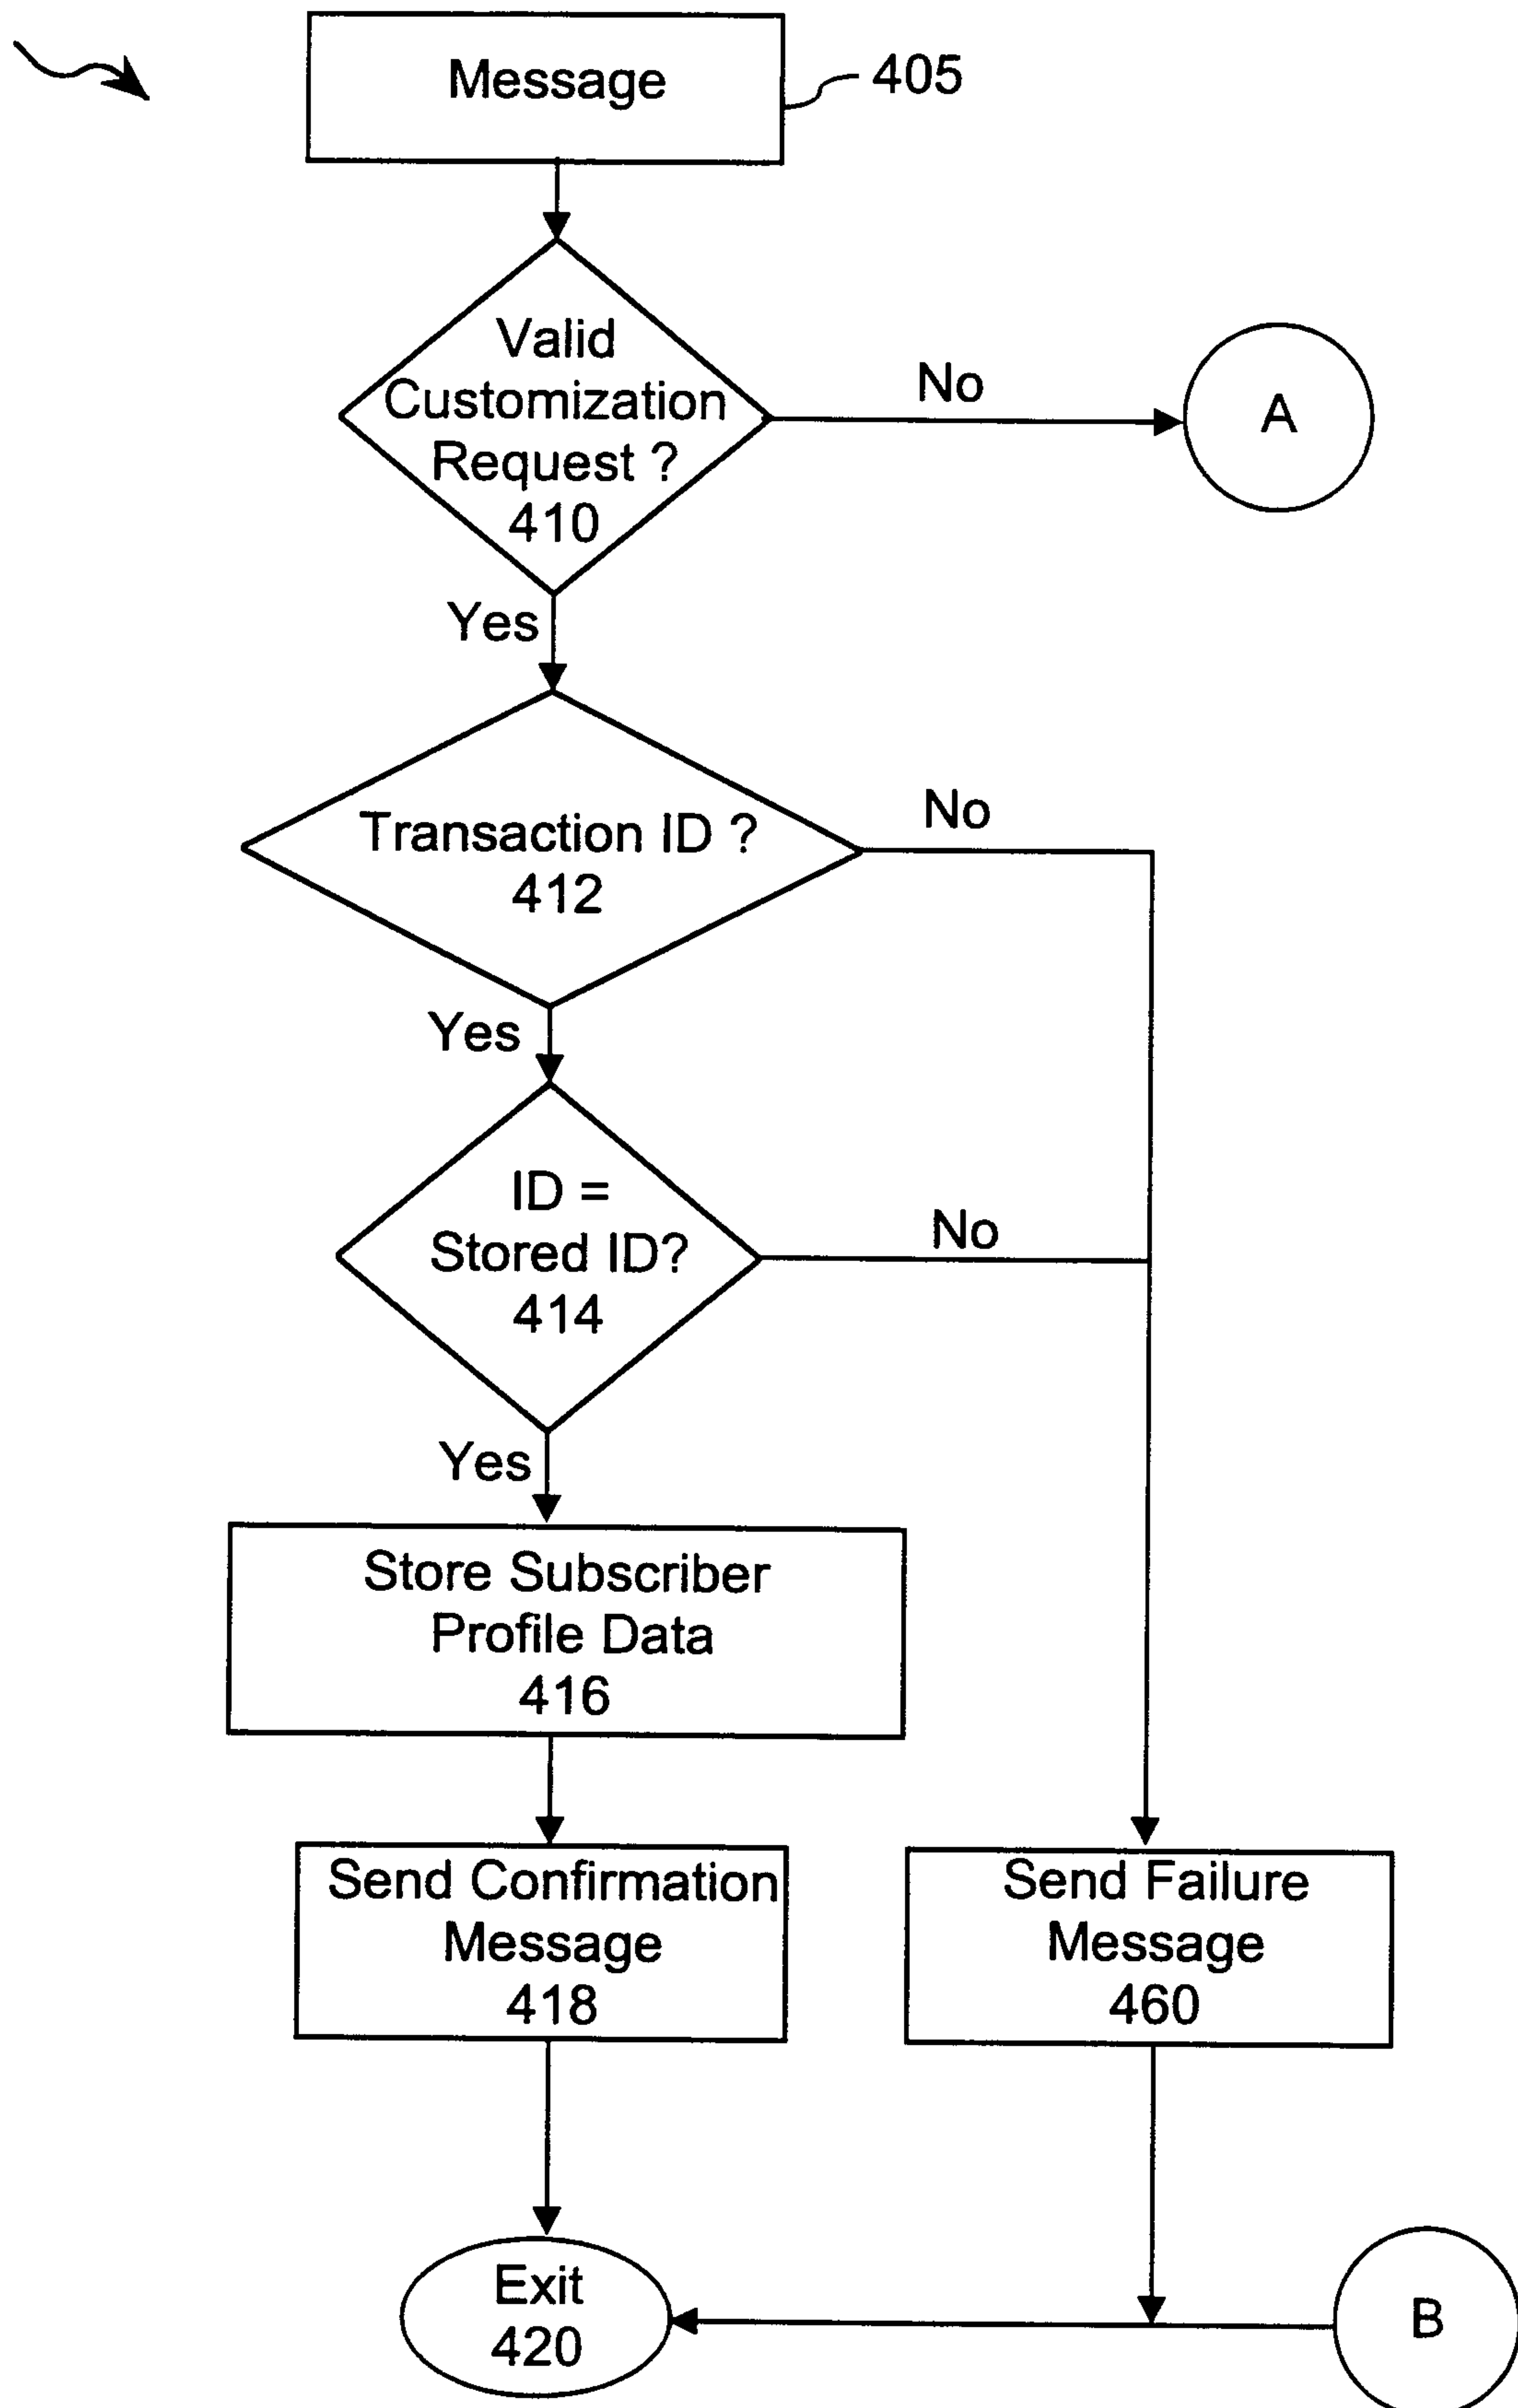 Message
405
Valid
Customization
Request ?
410
No
A
Yes
Transaction ID ?
412
No
Yes
ID =
Stored ID?
414
No
Yes
Store Subscriber
Profile Data
416
Send Confirmation
Message
418
Send Failure
Message
460
Exit
420
B